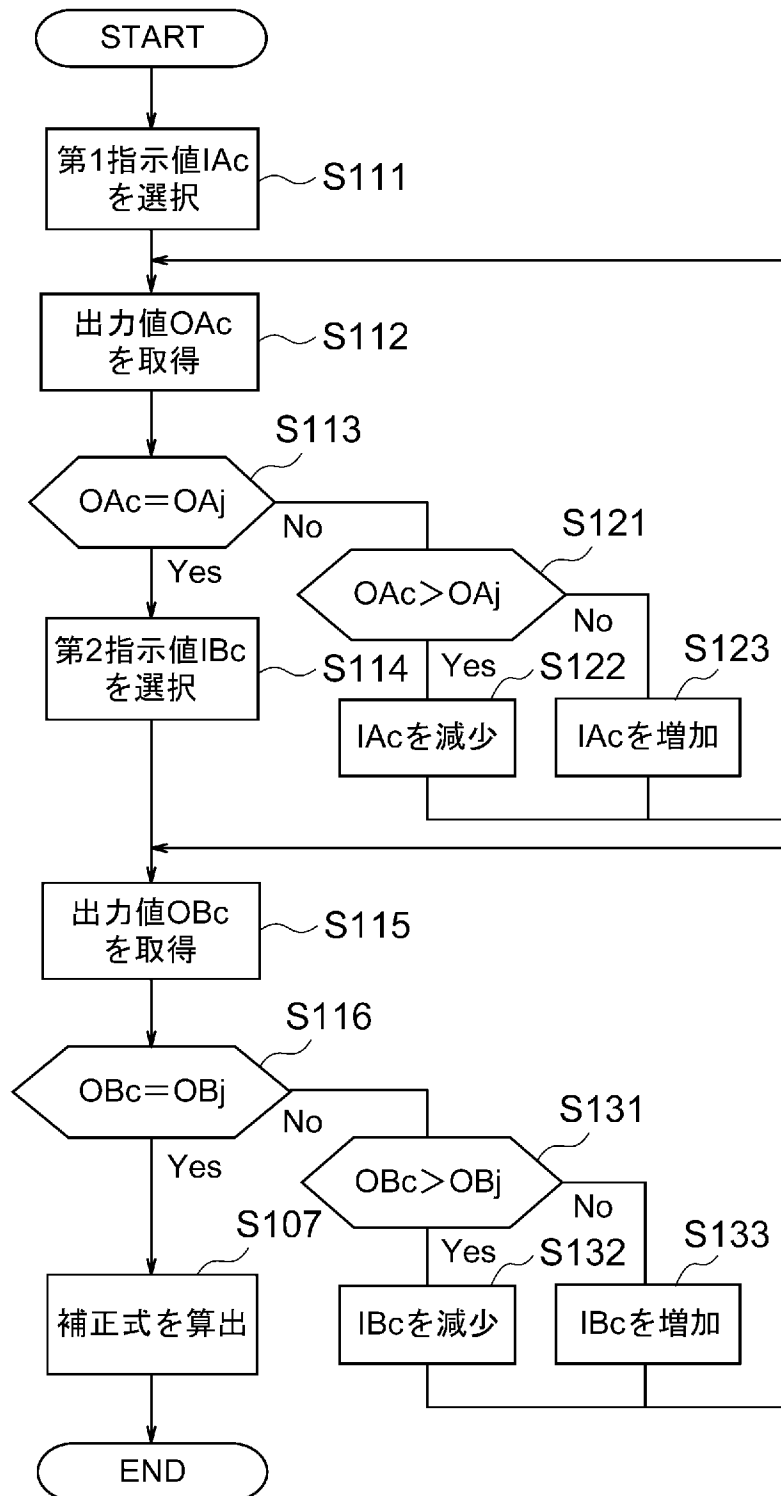 START
第1指示値IAc
を選択
S111
出力値OAc
を取得
S112
S113
OAc=OAj
No
Yes
S121
OAc>OAj
No
Yes
第2指示値IBc
を選択
S114
S122
IAcを減少
S123
IAcを増加
出力値OBc
を取得
S115
S116
OBc=OBj
No
Yes
S131
OBc>OBj
No
Yes
S107
補正式を算出
S132
IBcを減少
S133
IBcを増加
END